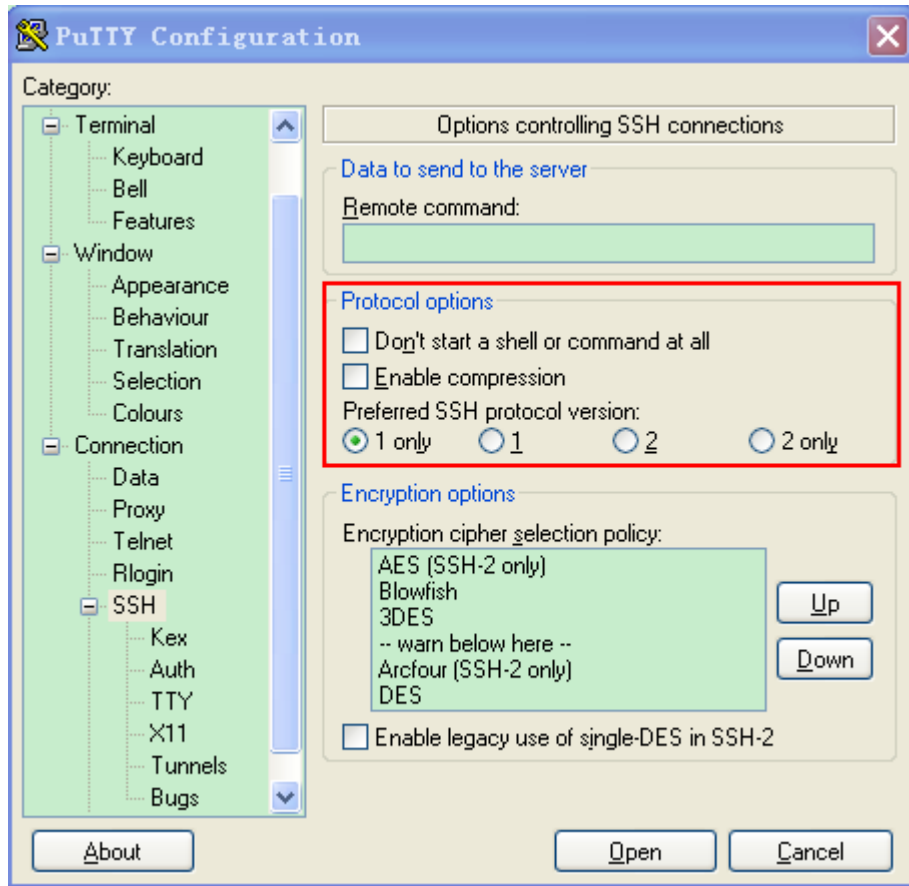 PuTTY Configuration
Category:
Terminal
Keyboard
Bell
Features
Window
Appearance
Behaviour
Translation
Selection
Colours
Connection
Data
Proxy
Telnet
Rlogin
SSH
Kex
Auth
TTY
X11
Tunnels
Bugs
Options controlling SSH connections
Data to send to the server
Remote command:
Protocol options
Don't start a shell or command at all
Enable compression
Preferred SSH protocol version:
1 only 1 2 2 only
Encryption options
Encryption cipher selection policy:
AES (SSH-2 only)
Blowfish
3DES
-- warn below here --
Arcfour (SSH-2 only)
DES
Up
Down
Enable legacy use of single-DES in SSH-2
About Open Cancel